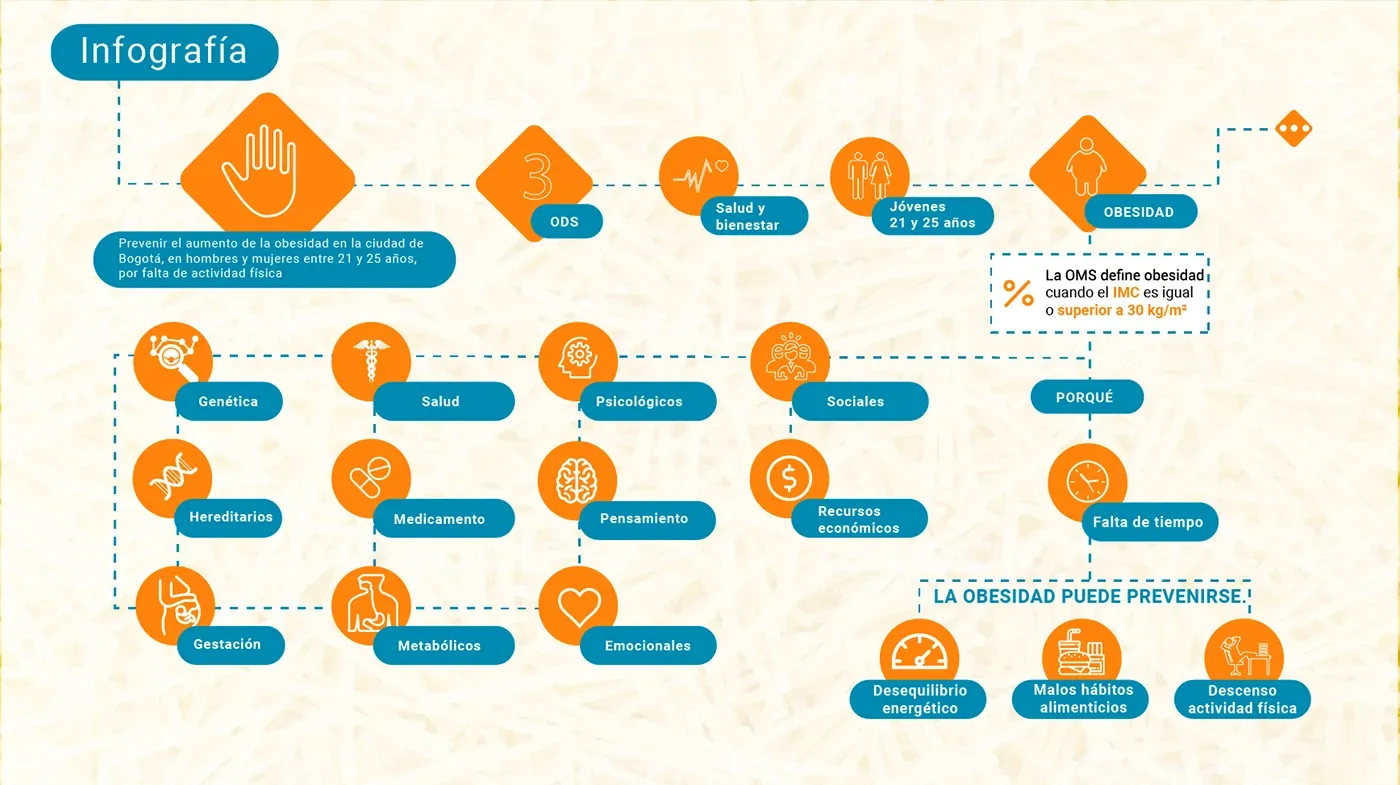 Infografía
Prevenir el aumento de la obesidad en la ciudad de
Bogotá, en hombres y mujeres entre 21 y 25 años,
por falta de actividad física
3
ODS
Salud y
bienestar
Jóvenes
21 y 25 años
OBESIDAD
%
La OMS define obesidad
cuando el IMC es igual
o superior a 30 kg/m²
Genética
Salud
Psicológicos
Sociales
PORQUÉ
Hereditarios
Medicamento
Pensamiento
$
Recursos
económicos
Falta de tiempo
Gestación
Metabólicos
Emocionales
LA OBESIDAD PUEDE PREVENIRSE.
Desequilibrio
energético
Malos hábitos
alimenticios
Descenso
actividad física